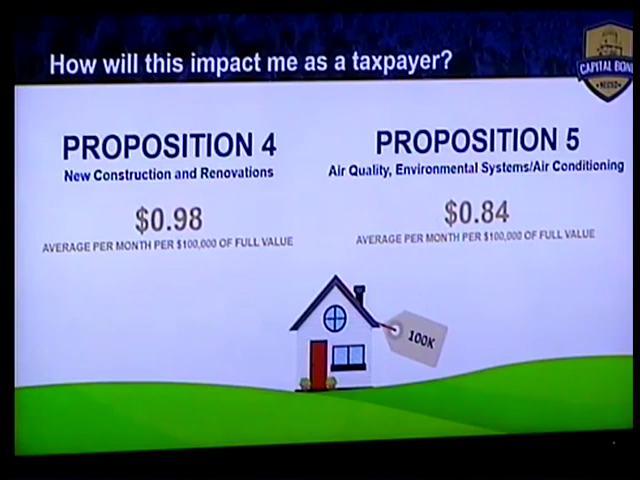 How will this impact me as a taxpayer?
CAPITAL BOND
PROPOSITION 4
New Construction and Renovations
$0.98
AVERAGE PER MONTH PER $100,000 OF FULL VALUE
PROPOSITION 5
Air Quality, Environmental Systems/Air Conditioning
$0.84
AVERAGE PER MONTH PER $100,000 OF FULL VALUE
100K